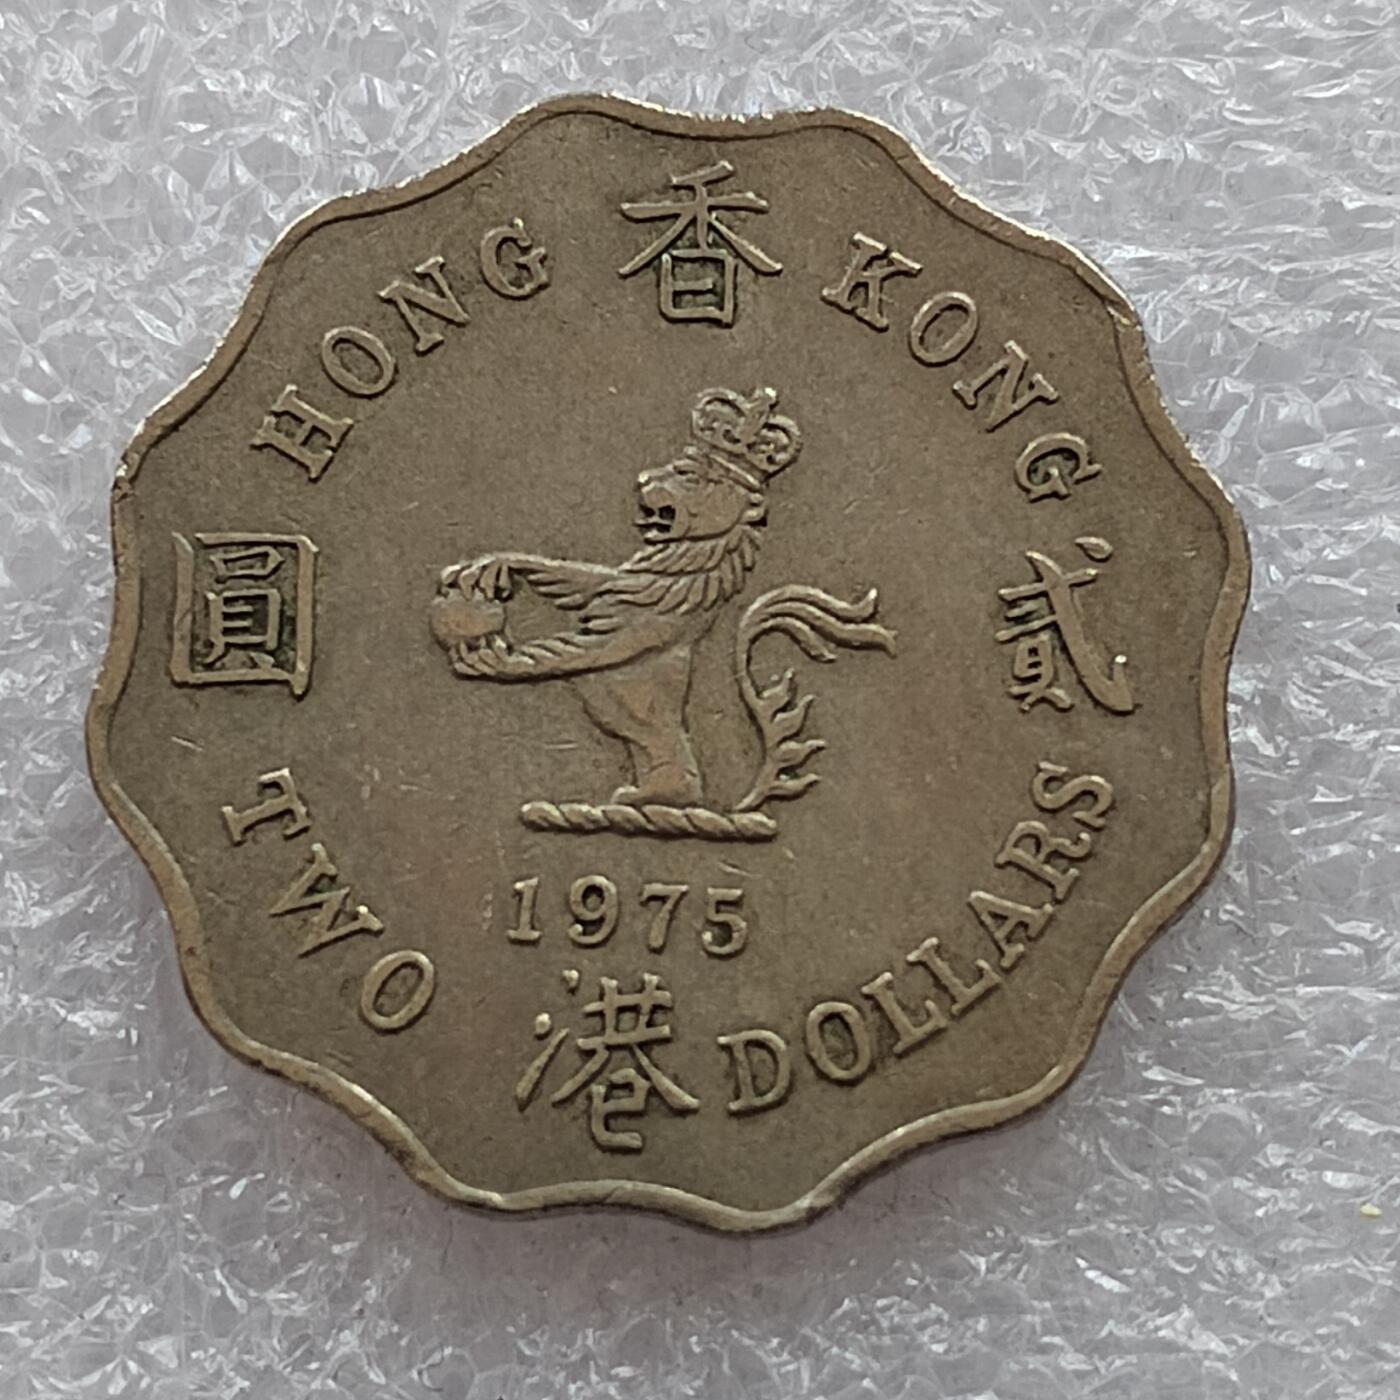 HONG KONG
香港
貳圓
1975
TWO DOLLARS